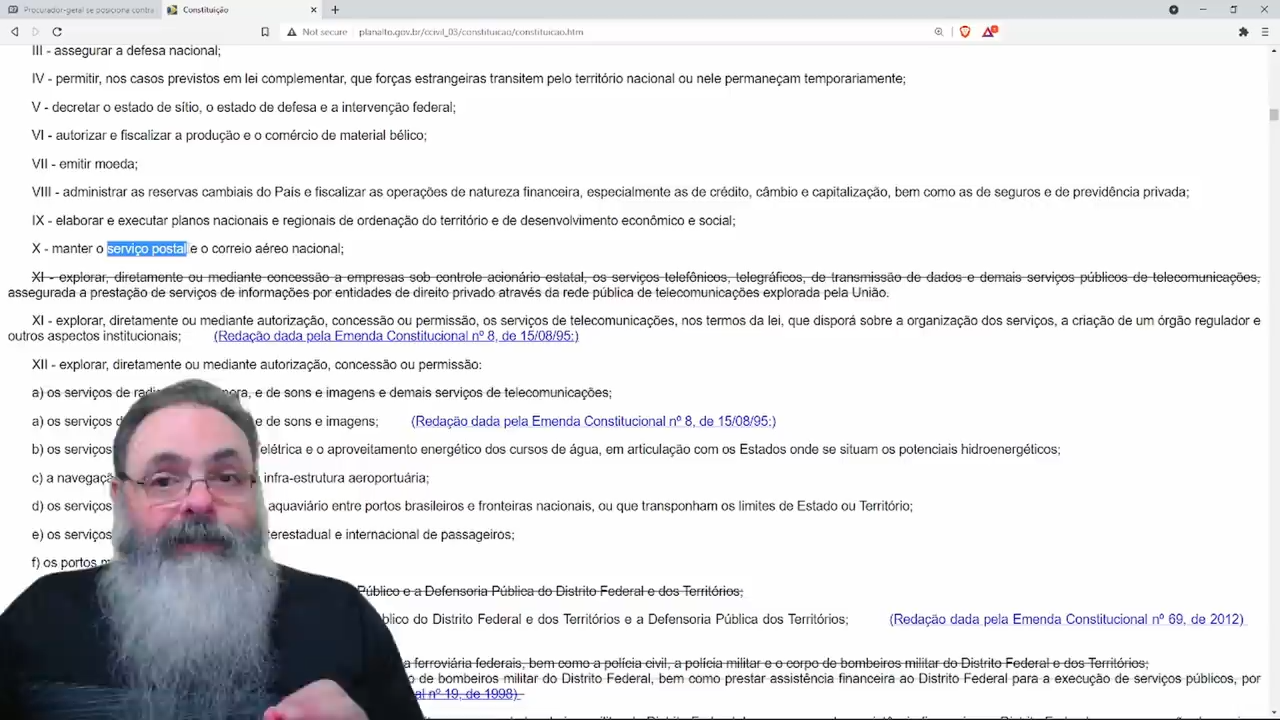 Procurador-geral se posiciona contra
Constituição
Not secure planalto.gov.br/ccivil_03/constituicao/constituicao.htm
III - assegurar a defesa nacional;
IV - permitir, nos casos previstos em lei complementar, que forças estrangeiras transitem pelo território nacional ou nele permaneçam temporariamente;
V - decretar o estado de sítio, o estado de defesa e a intervenção federal;
VI - autorizar e fiscalizar a produção e o comércio de material bélico;
VII - emitir moeda;
VIII - administrar as reservas cambiais do País e fiscalizar as operações de natureza financeira, especialmente as de crédito, câmbio e capitalização, bem como as de seguros e de previdência privada;
IX - elaborar e executar planos nacionais e regionais de ordenação do território e de desenvolvimento econômico e social;
X - manter o serviço postal e o correio aéreo nacional;
XI - explorar, diretamente ou mediante concessão a empresas sob controle acionário estatal, os serviços telefônicos, telegráficos, de transmissão de dados e demais serviços públicos de telecomunicações,
assegurada a prestação de serviços de informações por entidades de direito privado através da rede pública de telecomunicações explorada pela União.
XI - explorar, diretamente ou mediante autorização, concessão ou permissão, os serviços de telecomunicações, nos termos da lei, que disporá sobre a organização dos serviços, a criação de um órgão regulador e
outros aspectos institucionais; (Redação dada pela Emenda Constitucional nº 8, de 15/08/95:)
XII - explorar, diretamente ou mediante autorização, concessão ou permissão:
a) os serviços de e de sons e imagens e demais serviços de telecomunicações;
a) os serviços e de sons e imagens; (Redação dada pela Emenda Constitucional nº 8, de 15/08/95:)
b) os serviços elétrica e o aproveitamento energético dos cursos de água, em articulação com os Estados onde se situam os potenciais hidroenergéticos;
c) a infra-estrutura aeroportuária;
d) os serviços aquaviário entre portos brasileiros e fronteiras nacionais, ou que transponham os limites de Estado ou Território;
e) os serviços e internacional de passageiros;
f) os portos
Público e a Defensoria Pública do Distrito Federal e dos Territórios;
do Distrito Federal e dos Territórios e a Defensoria Pública dos Territórios; (Redação dada pela Emenda Constitucional nº 69, de 2012)
a ferroviária federais, bem como a polícia civil, a polícia militar e o corpo de bombeiros militar do Distrito Federal e dos Territórios;
de bombeiros militar do Distrito Federal, bem como prestar assistência financeira ao Distrito Federal para a execução de serviços públicos, por
nº 19, de 1998)